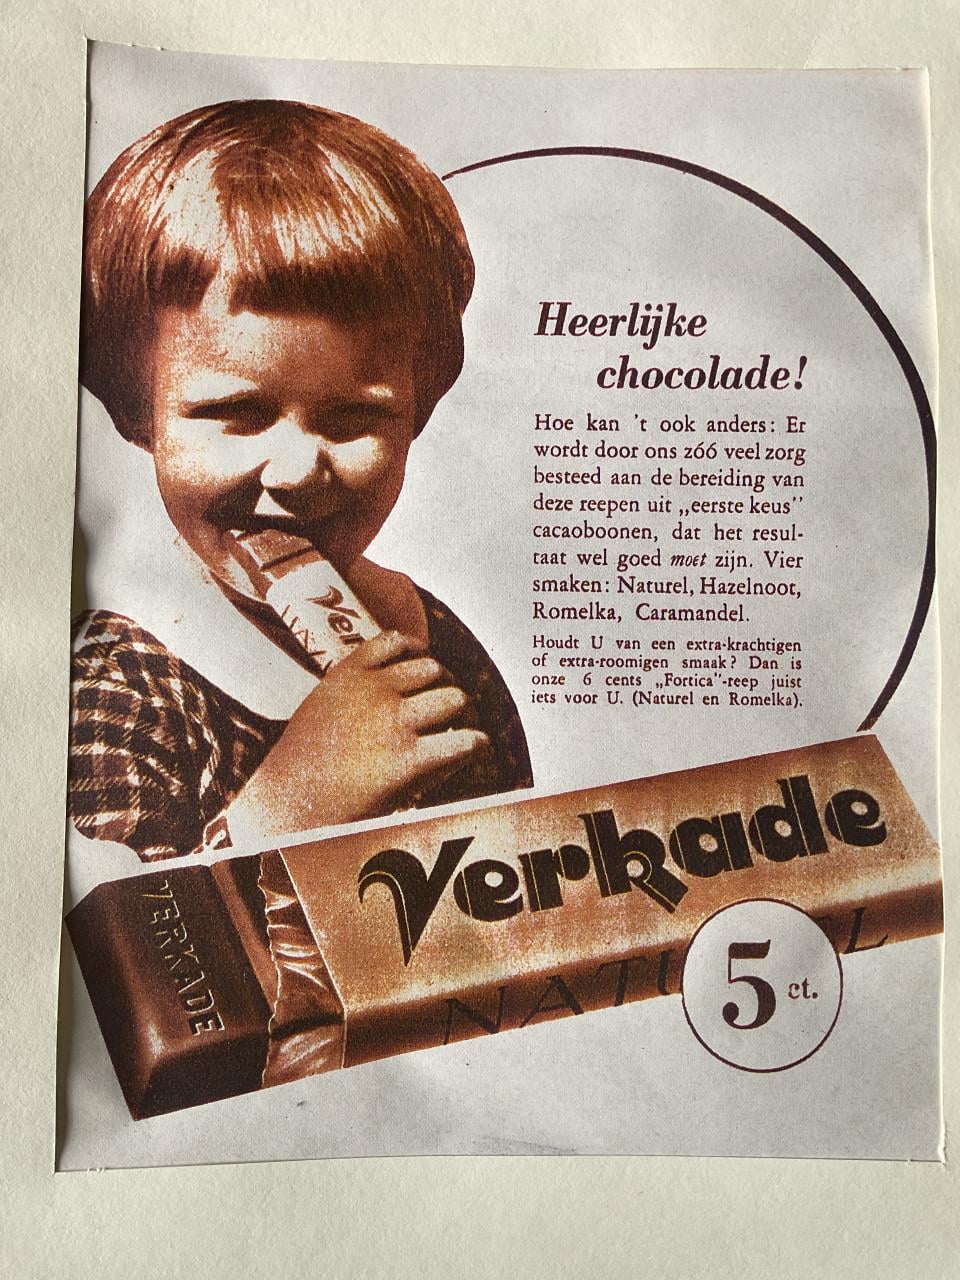 Heerlijke
chocolade!
Hoe kan 't ook anders: Er
wordt door ons zóó veel zorg
besteed aan de bereiding van
deze reepen uit „eerste keus”
cacaoboonen, dat het resul-
taat wel goed moet zijn. Vier
smaken: Naturel, Hazelnoot,
Romelka, Caramandel.
Houdt U van een extra-krachtigen
of extra-roomigen smaak? Dan is
onze 6 cents „Fortica”-reep juist
iets voor U. (Naturel en Romelka).
Ver
Verkade
VERKADE
NATU L
5 ct.